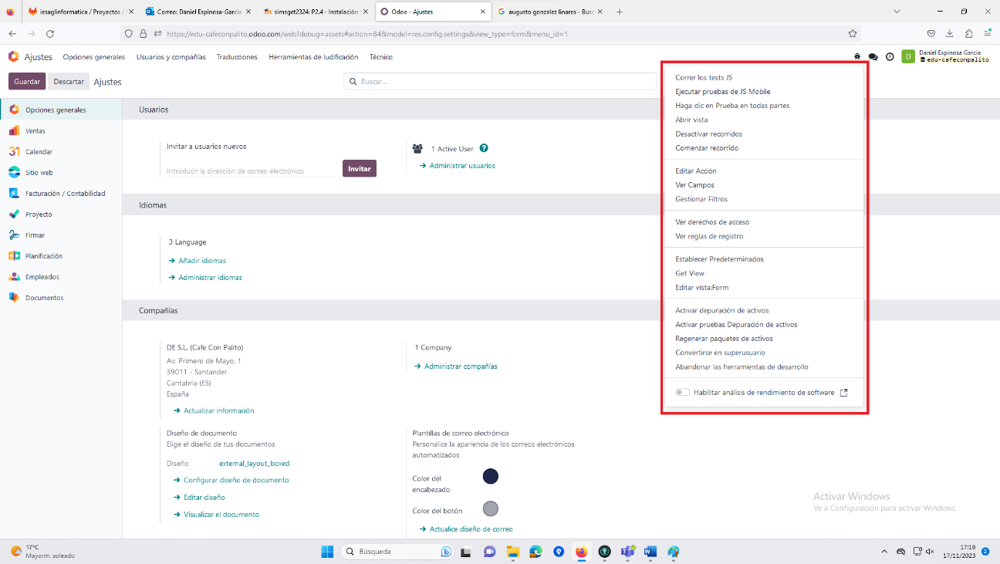 iesaglinformatica / Proyectos /
Correo: Daniel Espinosa-Garcia
simsget2324: P2.4 - Instalación
Odoo - Ajustes
augusto gonzalez linares - Busc
https://edu-cafeconpalito.odoo.com/web?debug=assets#action=84&model=res.config.settings&view_type=form&menu_id=1
Ajustes
Opciones generales
Usuarios y compañías
Traducciones
Herramientas de ludificación
Técnico
D
Daniel Espinosa Garcia
edu-cafeconpalito
Guardar
Descartar
Ajustes
Buscar...
Opciones generales
Ventas
31
Calendar
Sitio web
Facturación / Contabilidad
Proyecto
Firmar
Planificación
Empleados
Documentos
Usuarios
Invitar a usuarios nuevos
Introducir la dirección de correo electrónico
Invitar
1 Active User
Administrar usuarios
Idiomas
3 Language
Añadir idiomas
Administrar idiomas
Compañías
DE S.L. (Cafe Con Palito)
Av. Primero de Mayo, 1
39011 - Santander
Cantabria (ES)
España
Actualizar información
1 Company
Administrar compañías
Diseño de documento
Elige el diseño de tus documentos
Diseño
external_layout_boxed
Configurar diseño de documento
Editar diseño
Visualizar el documento
Plantillas de correo electrónico
Personalice la apariencia de los correos electrónicos
automatizados
Color del
encabezado
Color del botón
Actualice diseño de correo
Correr los tests JS
Ejecutar pruebas de JS Mobile
Haga clic en Prueba en todas partes
Abrir vista
Desactivar recorridos
Comenzar recorrido
Editar Acción
Ver Campos
Gestionar Filtros
Ver derechos de acceso
Ver reglas de registro
Establecer Predeterminados
Get View
Editar vista:Form
Activar depuración de activos
Activar pruebas Depuración de activos
Regenerar paquetes de activos
Convertirse en superusuario
Abandonar las herramientas de desarrollo
Habilitar análisis de rendimiento de software
Activar Windows
Ve a Configuración para activar Windows.
17°C
Mayorm. soleado
Búsqueda
17:19
17/11/2023
2